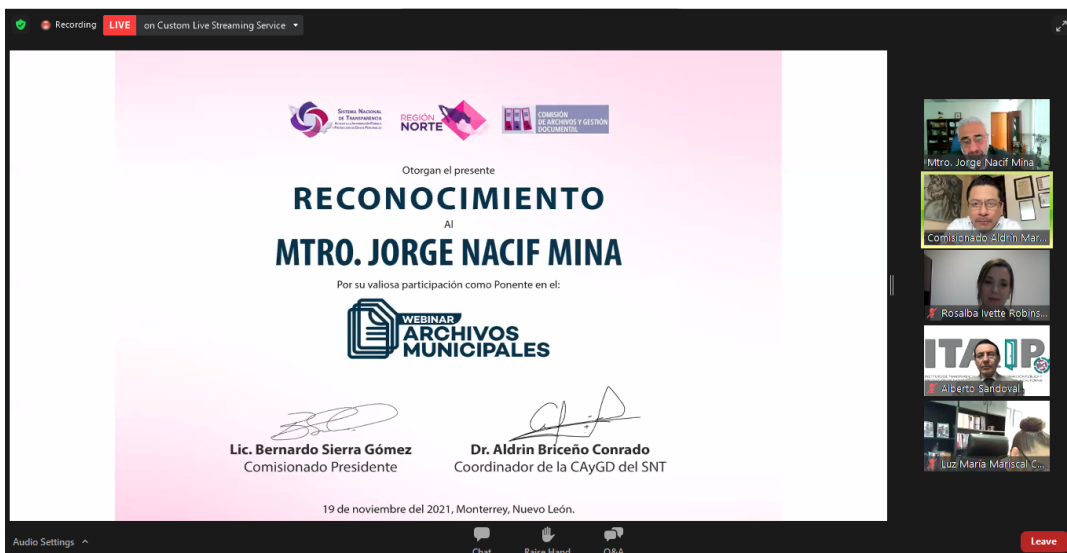 Recording LIVE on Custom Live Streaming Service
SISTEMA NACIONAL
DE TRANSPARENCIA
REGIÓN
NORTE
COMISIÓN
DE ARCHIVOS Y GESTIÓN
DOCUMENTAL
Otorgan el presente
RECONOCIMIENTO
Al
MTRO. JORGE NACIF MINA
Por su valiosa participación como Ponente en el:
WEBINAR
ARCHIVOS
MUNICIPALES
Lic. Bernardo Sierra Gómez
Comisionado Presidente
Dr. Aldrin Briceño Conrado
Coordinador de la CAyGD del SNT
19 de noviembre del 2021, Monterrey, Nuevo León.
Mtro. Jorge Nacif Mina
Comisionado Aldrin Mar...
Rosalba Ivette Robins...
ITAIP
Alberto Sandoval
Luz María Mariscal C...
Audio Settings
Chat
Raise Hand
Q&A
Leave